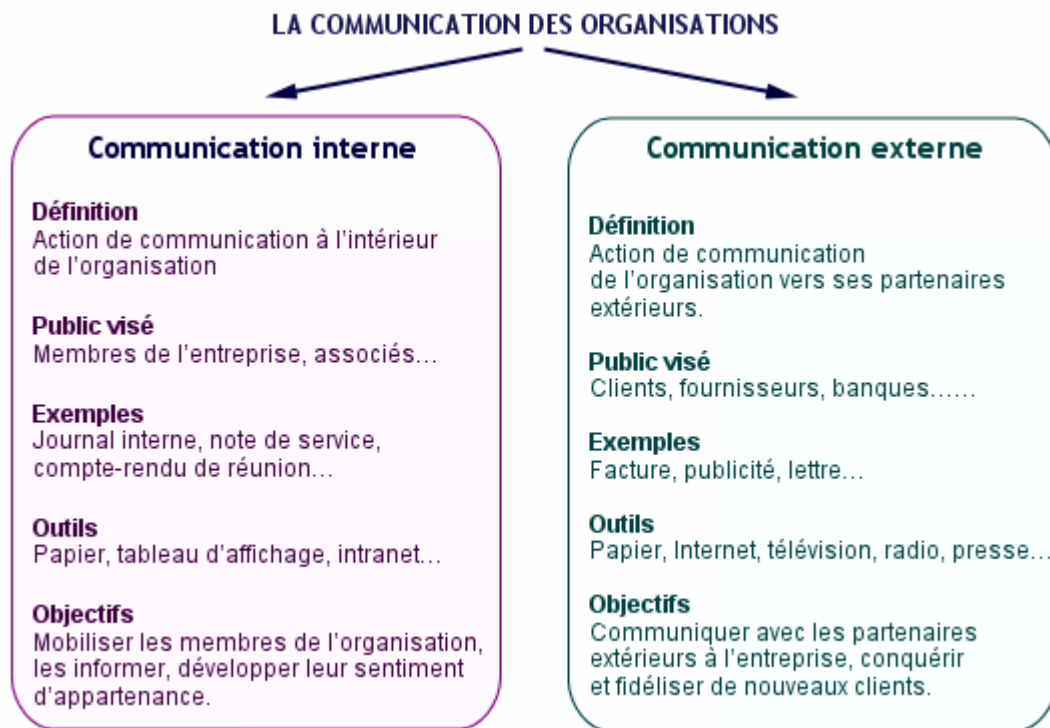 LA COMMUNICATION DES ORGANISATIONS
Communication interne
Définition
Action de communication à l'intérieur
de l'organisation
Public visé
Membres de l'entreprise, associés…
Exemples
Journal interne, note de service,
compte-rendu de réunion…
Outils
Papier, tableau d'affichage, intranet…
Objectifs
Mobiliser les membres de l'organisation,
les informer, développer leur sentiment
d'appartenance.
Communication externe
Définition
Action de communication
de l'organisation vers ses partenaires
extérieurs.
Public visé
Clients, fournisseurs, banques……
Exemples
Facture, publicité, lettre…
Outils
Papier, Internet, télévision, radio, presse…
Objectifs
Communiquer avec les partenaires
extérieurs à l'entreprise, conquérir
et fidéliser de nouveaux clients.